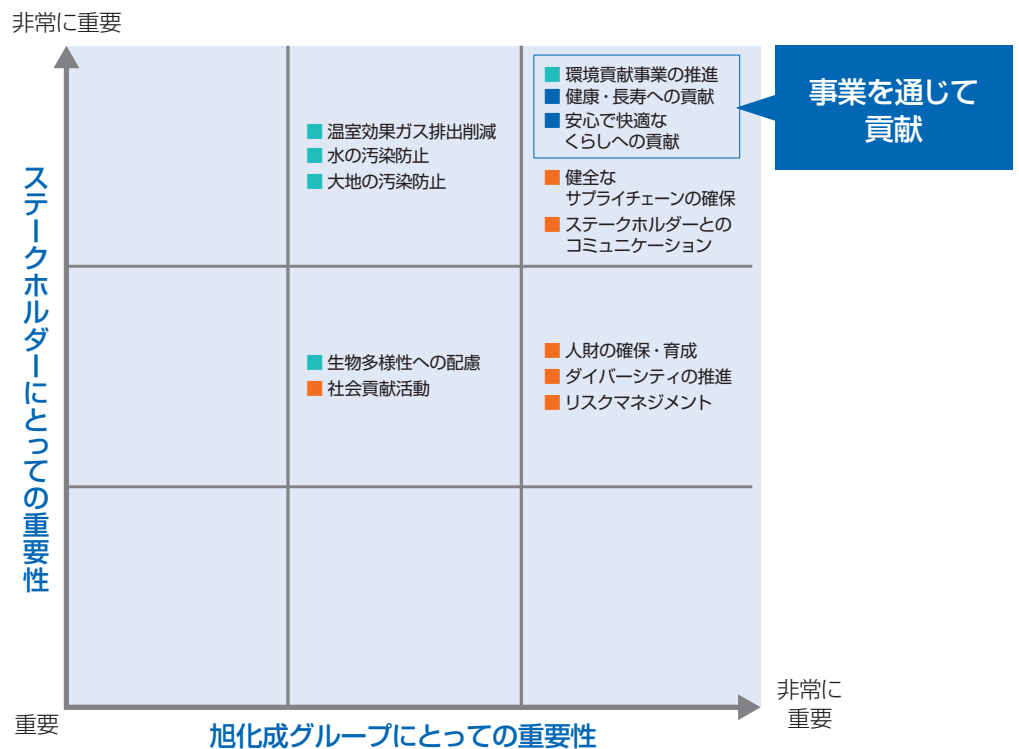 非常に重要
環境貢献事業の推進
健康・長寿への貢献
安心で快適な
くらしへの貢献
事業を通じて
貢献
温室効果ガス排出削減
水の汚染防止
大地の汚染防止
健全な
サプライチェーンの確保
ステークホルダーとの
コミュニケーション
ステークホルダーにとっての重要性
生物多様性への配慮
社会貢献活動
人財の確保・育成
ダイバーシティの推進
リスクマネジメント
重要
旭化成グループにとっての重要性
非常に
重要